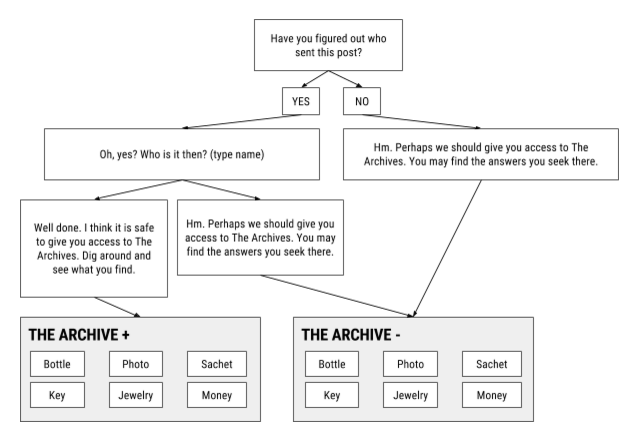 Have you figured out who
sent this post?
YES
NO
Oh, yes? Who is it then? (type name)
Hm. Perhaps we should give you access to The
Archives. You may find the answers you seek there.
Well done. I think it is safe
to give you access to The
Archives. Dig around and
see what you find.
Hm. Perhaps we should give you
access to The Archives. You may
find the answers you seek there.
THE ARCHIVE +
Bottle
Photo
Sachet
Key
Jewelry
Money
THE ARCHIVE -
Bottle
Photo
Sachet
Key
Jewelry
Money